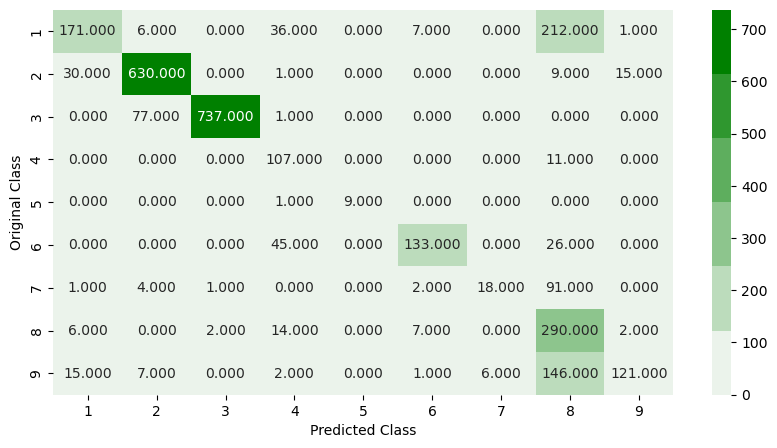 1 171.000 6.000 0.000 36.000 0.000 7.000 0.000 212.000 1.000
2 30.000 630.000 0.000 1.000 0.000 0.000 0.000 9.000 15.000
3 0.000 77.000 737.000 1.000 0.000 0.000 0.000 0.000 0.000
4 0.000 0.000 0.000 107.000 0.000 0.000 0.000 11.000 0.000
5 0.000 0.000 0.000 1.000 9.000 0.000 0.000 0.000 0.000
6 0.000 0.000 0.000 45.000 0.000 133.000 0.000 26.000 0.000
7 1.000 4.000 1.000 0.000 0.000 2.000 18.000 91.000 0.000
8 6.000 0.000 2.000 14.000 0.000 7.000 0.000 290.000 2.000
9 15.000 7.000 0.000 2.000 0.000 1.000 6.000 146.000 121.000
1 2 3 4 5 6 7 8 9
Predicted Class
Original Class
700
600
500
400
300
200
100
0